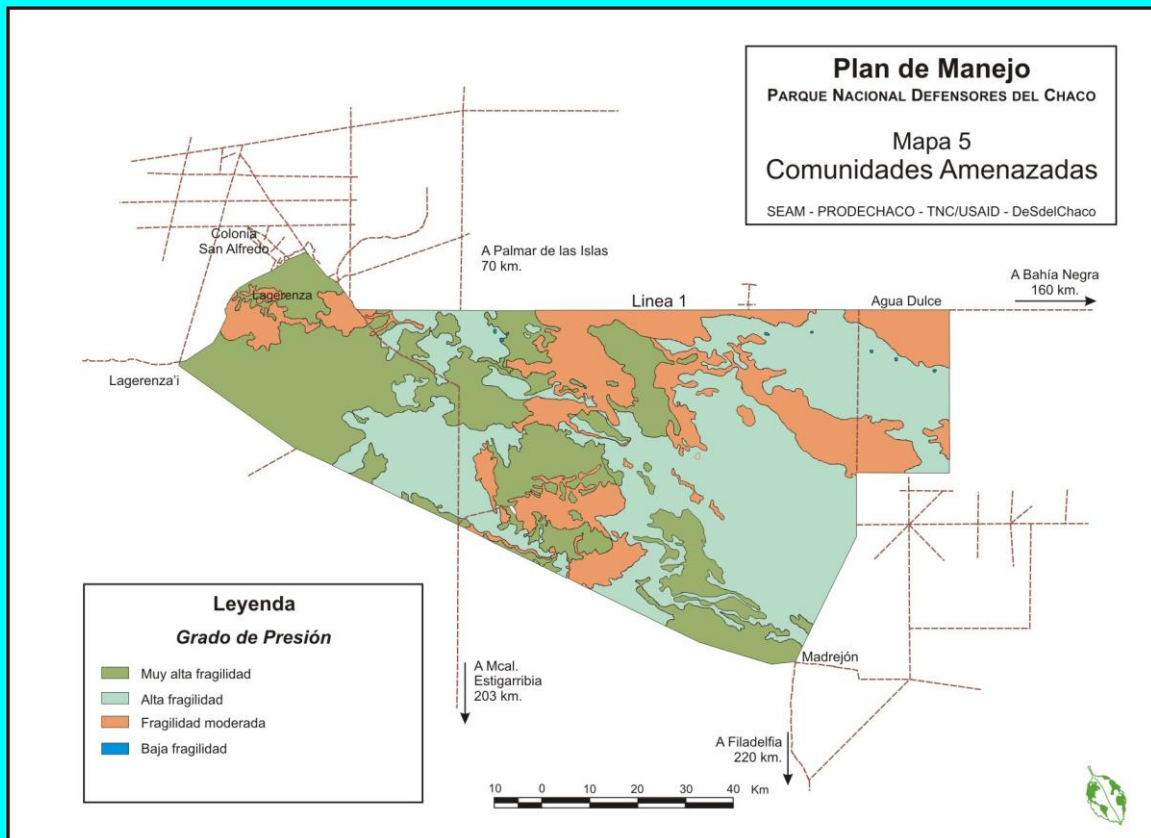 Plan de Manejo
PARQUE NACIONAL DEFENSORES DEL CHACO
Mapa 5
Comunidades Amenazadas
SEAM - PRODECHACO - TNC/USAID - DeSdelChaco
Colonia
San Alfredo
A Palmar de las Islas
70 km.
A Bahía Negra
160 km.
Lagerenza
Linea 1
Agua Dulce
Lagerenza'i
Madrejón
A Mcal.
Estigarribia
203 km.
A Filadelfia
220 km.
Leyenda
Grado de Presión
Muy alta fragilidad
Alta fragilidad
Fragilidad moderada
Baja fragilidad
10 0 10 20 30 40 Km